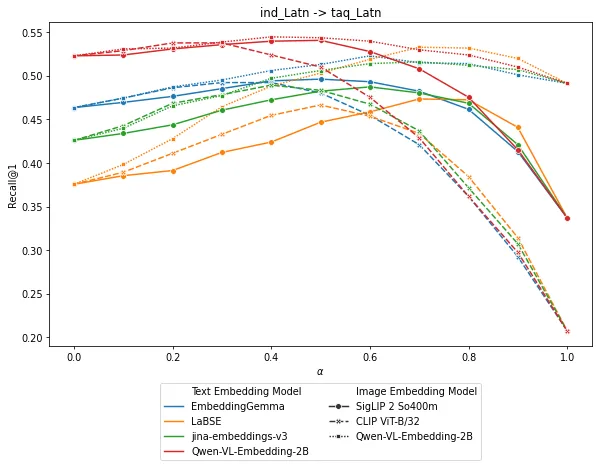 ind_Latn -> taq_Latn
0.55
0.50
0.45
0.40
0.35
0.30
0.25
0.20
Recall@1
0.0 0.2 0.4 0.6 0.8 1.0
α
Text Embedding Model Image Embedding Model
EmbeddingGemma SigLIP 2 So400m
LaBSE CLIP ViT-B/32
jina-embeddings-v3 Qwen-VL-Embedding-2B
Qwen-VL-Embedding-2B